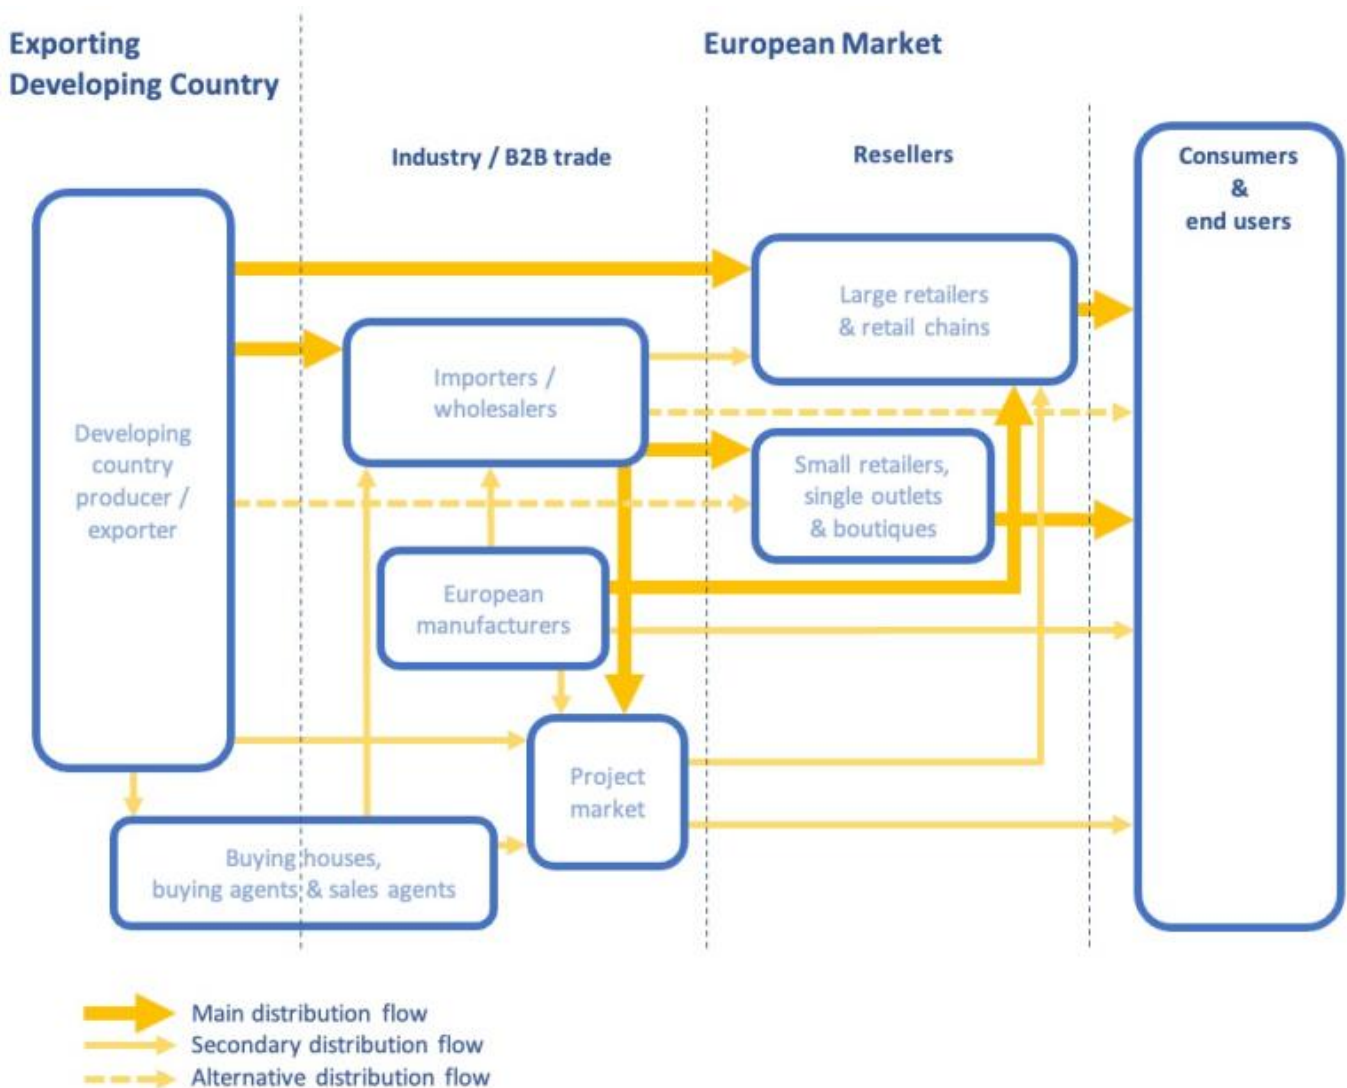 Exporting
Developing Country
European Market
Industry / B2B trade
Resellers
Consumers
&
end users
Large retailers
& retail chains
Importers /
wholesalers
Developing
country
producer /
exporter
Small retailers,
single outlets
& boutiques
European
manufacturers
Project
market
Buying houses,
buying agents & sales agents
Main distribution flow
Secondary distribution flow
Alternative distribution flow